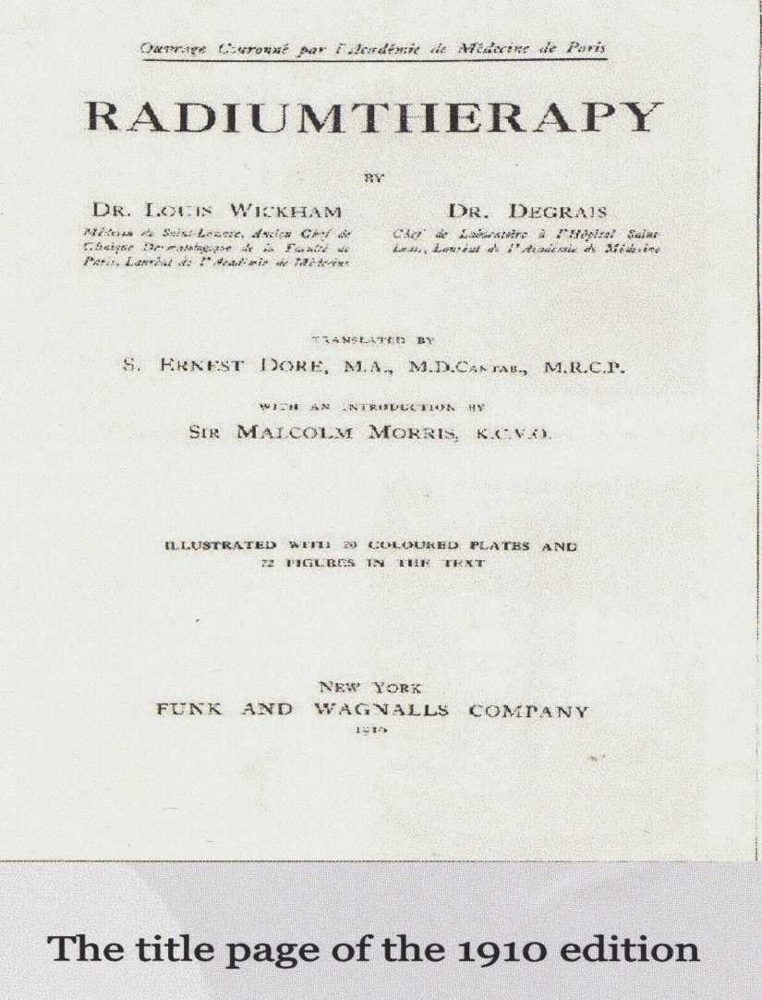 Ouvrage Couronné par l'Académie de Médecine de Paris
RADIUMTHERAPY
BY
DR. LOUIS WICKHAM
Médecin de Saint-Lazare, Ancien Chef de
Clinique Dermatologique de la Faculté de
Paris, Lauréat de l'Académie de Médecine
DR. DEGRAIS
Chef de Laboratoire à l'Hôpital Saint-
Louis, Lauréat de l'Académie de Médecine
TRANSLATED BY
S. ERNEST DORE, M.A., M.D.CANTAB., M.R.C.P.
WITH AN INTRODUCTION BY
SIR MALCOLM MORRIS, K.C.V.O.
ILLUSTRATED WITH 20 COLOURED PLATES AND
72 FIGURES IN THE TEXT
NEW YORK
FUNK AND WAGNALLS COMPANY
1910
The title page of the 1910 edition